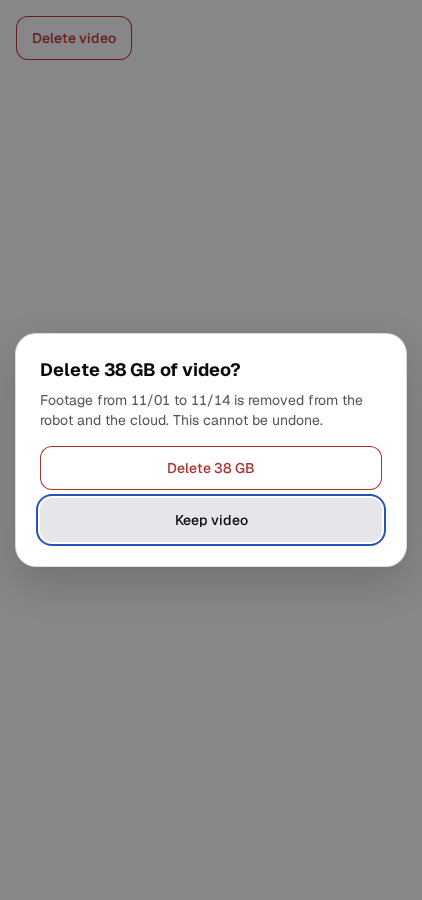 Delete video
Delete 38 GB of video?
Footage from 11/01 to 11/14 is removed from the
robot and the cloud. This cannot be undone.
Delete 38 GB
Keep video